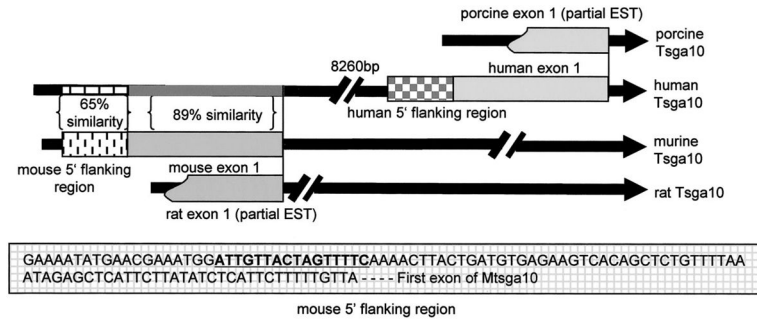 porcine exon 1 (partial EST)
porcine
Tsga10
8260bp
human exon 1
human
Tsga10
65%
similarity
89% similarity
human 5' flanking region
murine
Tsga10
mouse exon 1
mouse 5' flanking
region
rat Tsga10
rat exon 1 (partial EST)
GAAAATATGAACGAAATGGATTGTTACTAGTTTTCAAAACTTACTGATGTGAGAAGTCACAGCTCTGTTTTAA
ATAGAGCTCATTCTTATATCTCATTCTTTTTGTTA - - - - First exon of Mtsga10
mouse 5' flanking region